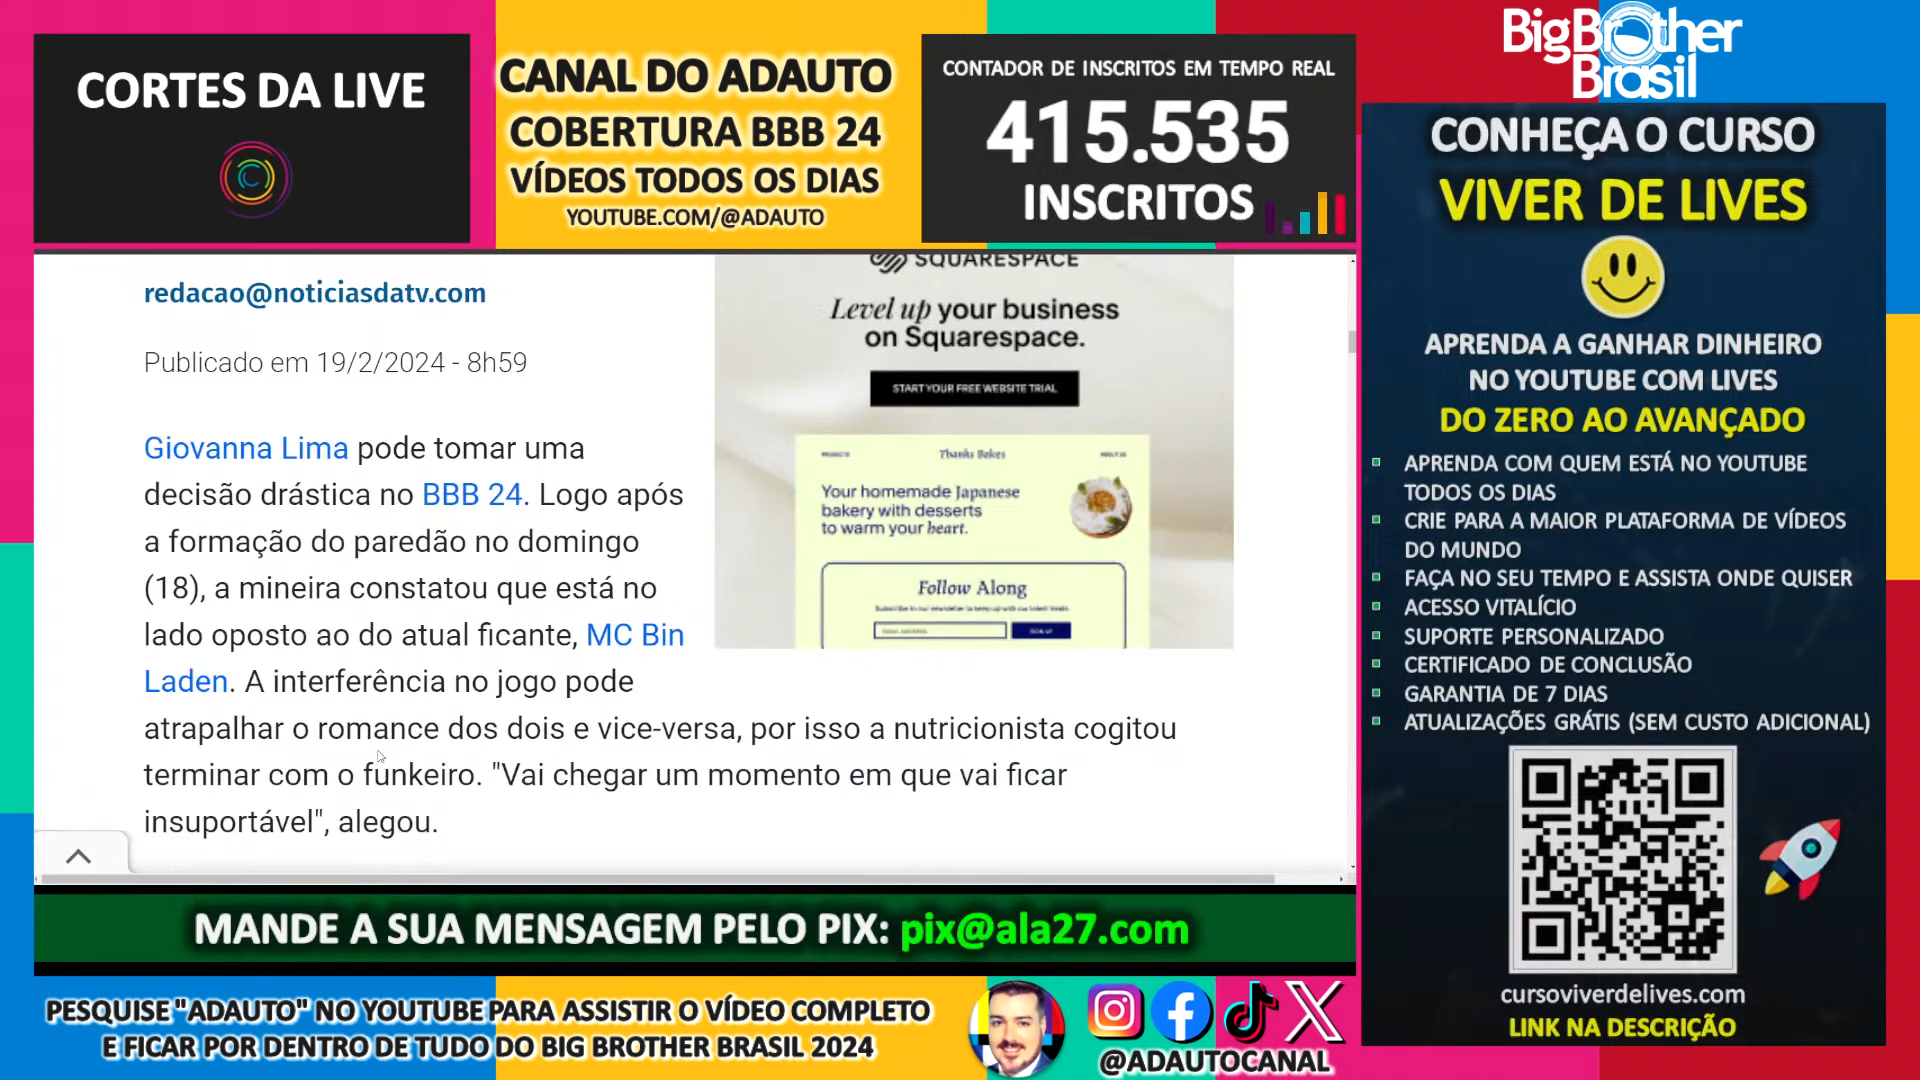 CORTES DA LIVE
CANAL DO ADAUTO
COBERTURA BBB 24
VÍDEOS TODOS OS DIAS
YOUTUBE.COM/@ADAUTO
CONTADOR DE INSCRITOS EM TEMPO REAL
415.535
INSCRITOS
BigBrother
Brasil
CONHEÇA O CURSO
VIVER DE LIVES
APRENDA A GANHAR DINHEIRO
NO YOUTUBE COM LIVES
DO ZERO AO AVANÇADO
APRENDA COM QUEM ESTÁ NO YOUTUBE
TODOS OS DIAS
CRIE PARA A MAIOR PLATAFORMA DE VÍDEOS
DO MUNDO
FAÇA NO SEU TEMPO E ASSISTA ONDE QUISER
ACESSO VITALÍCIO
SUPORTE PERSONALIZADO
CERTIFICADO DE CONCLUSÃO
GARANTIA DE 7 DIAS
ATUALIZAÇÕES GRÁTIS (SEM CUSTO ADICIONAL)
cursoviverdelives.com
LINK NA DESCRIÇÃO
redacao@noticiasdatv.com
Publicado em 19/2/2024 - 8h59
Giovanna Lima pode tomar uma
decisão drástica no BBB 24. Logo após
a formação do paredão no domingo
(18), a mineira constatou que está no
lado oposto ao do atual ficante, MC Bin
Laden. A interferência no jogo pode
atrapalhar o romance dos dois e vice-versa, por isso a nutricionista cogitou
terminar com o funkeiro. "Vai chegar um momento em que vai ficar
insuportável", alegou.
SQUARESPACE
Level up your business
on Squarespace.
START YOUR FREE WEBSITE TRIAL
Thanks Bakes
Your homemade Japanese
bakery with desserts
to warm your heart.
Follow Along
SIGN UP
MANDE A SUA MENSAGEM PELO PIX: pix@ala27.com
PESQUISE "ADAUTO" NO YOUTUBE PARA ASSISTIR O VÍDEO COMPLETO
E FICAR POR DENTRO DE TUDO DO BIG BROTHER BRASIL 2024
@ADAUTOCANAL